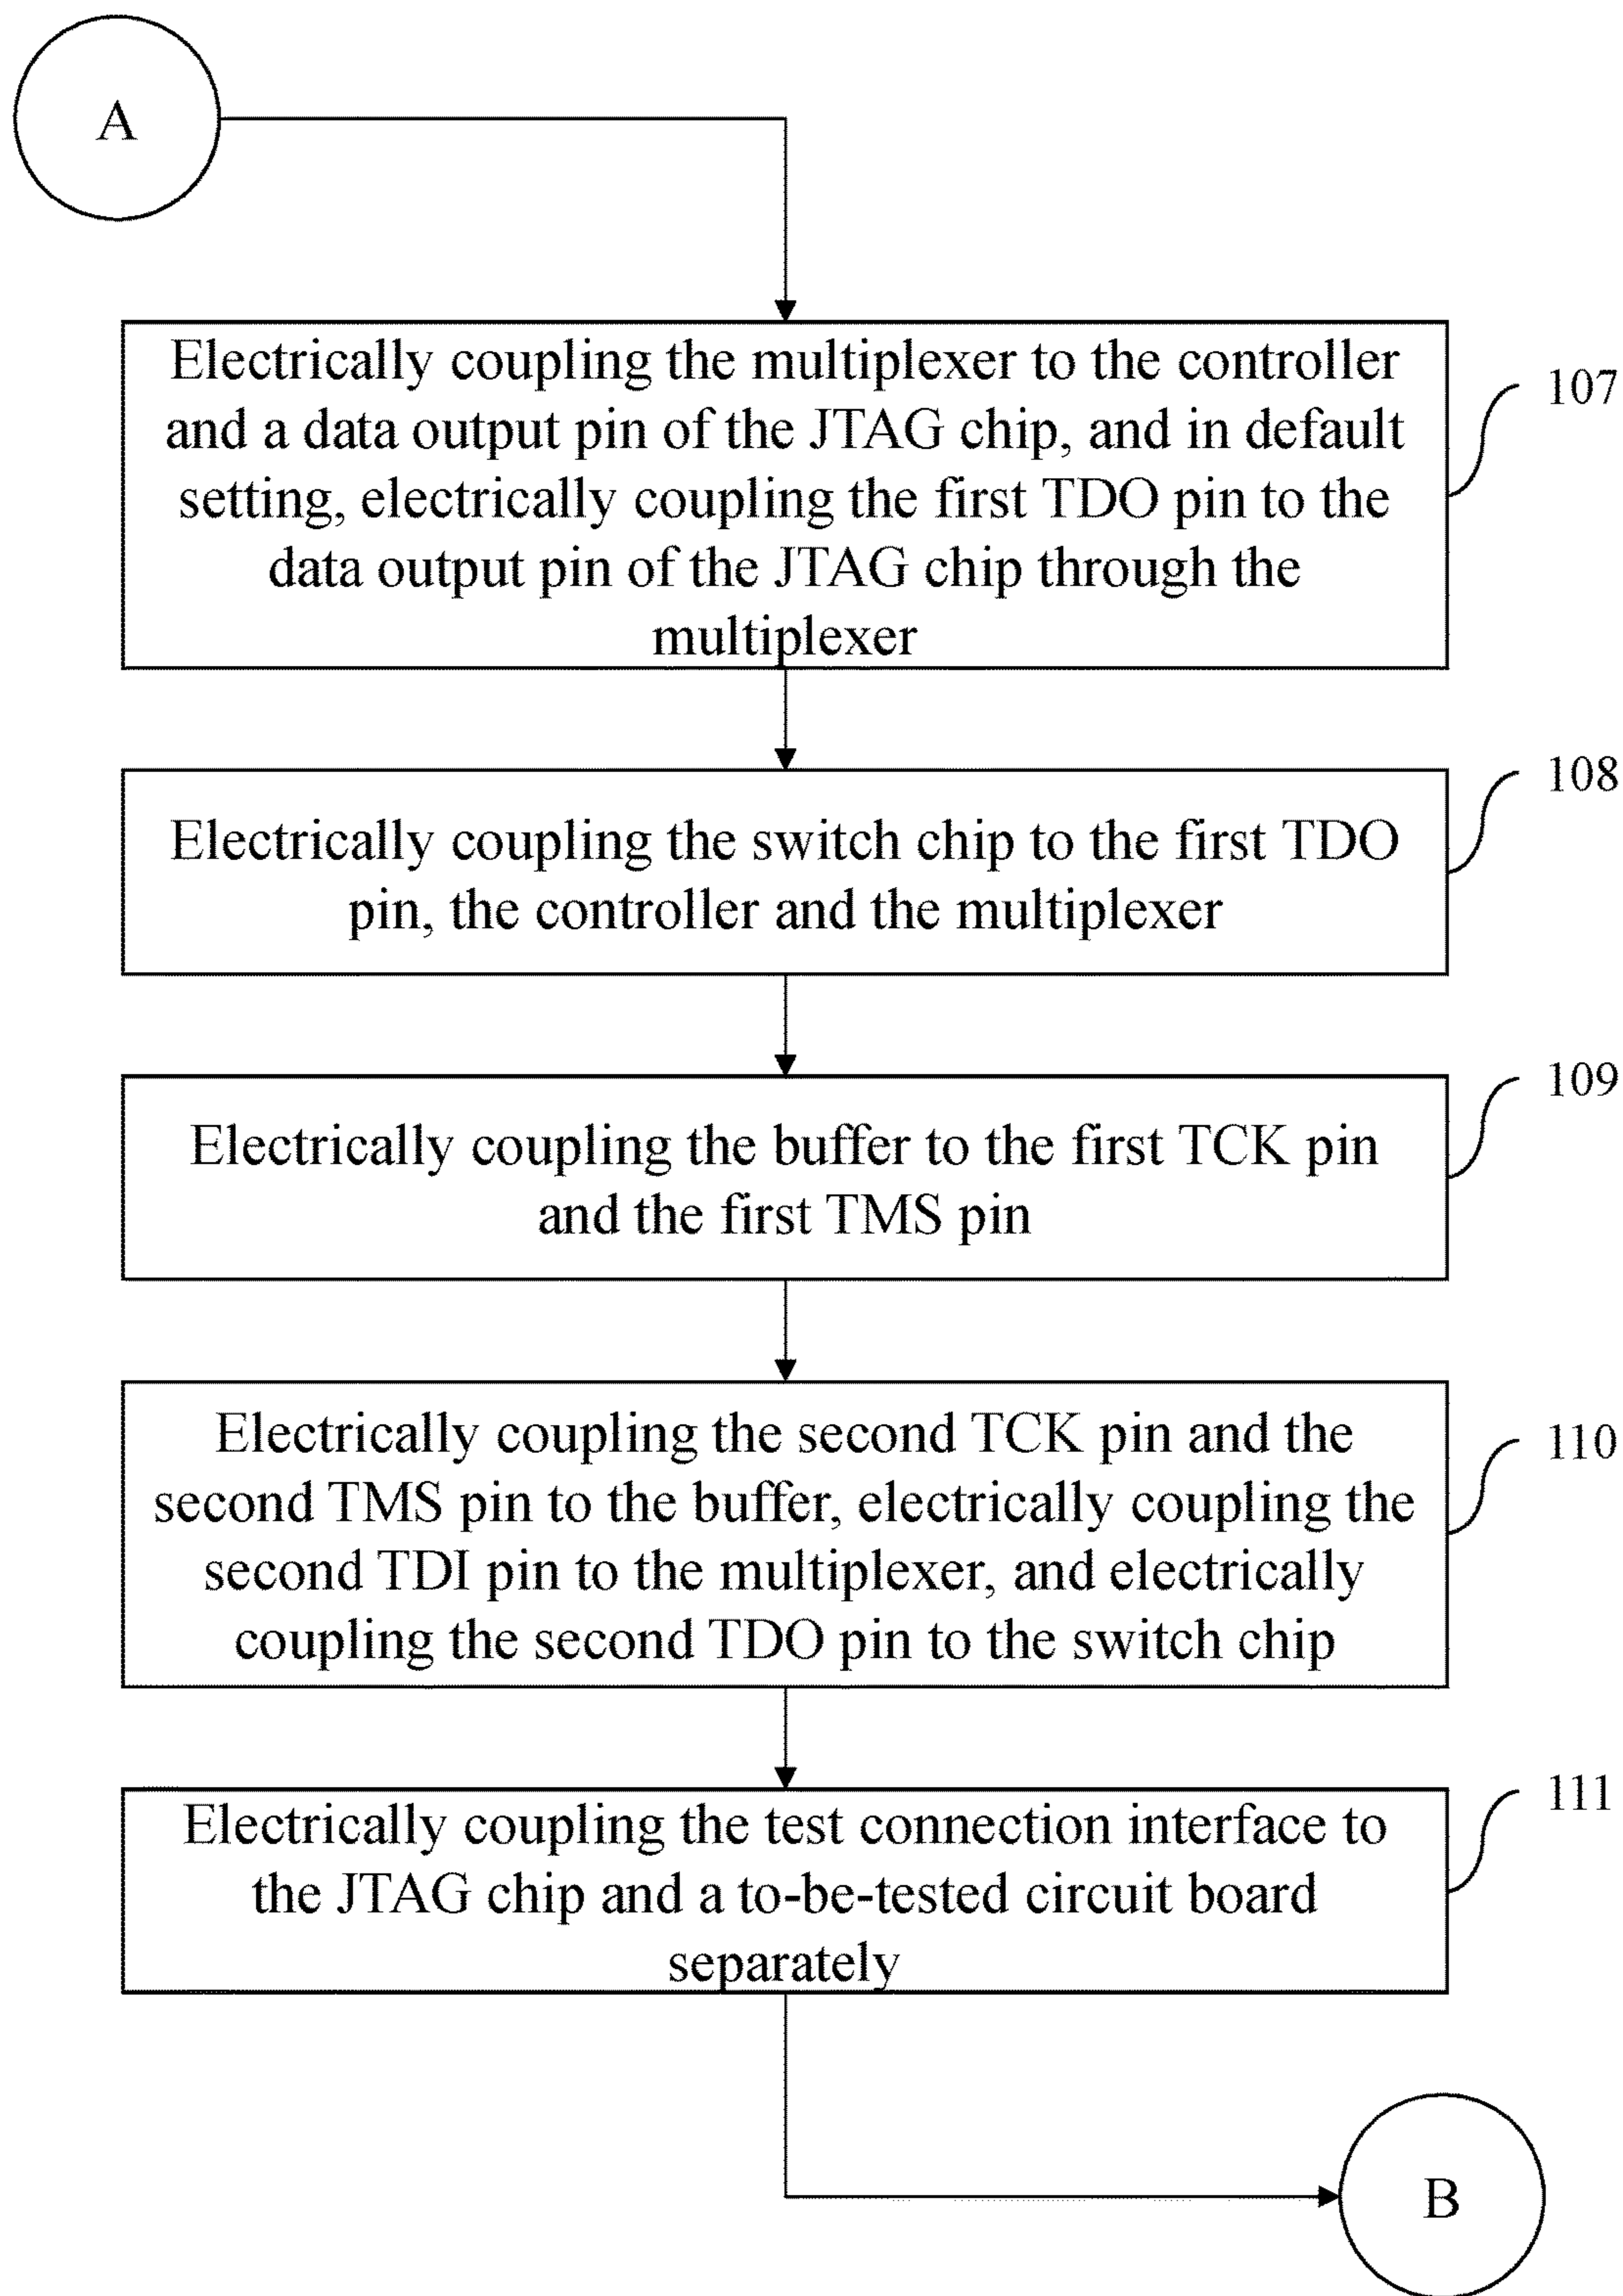 A
Electrically coupling the multiplexer to the controller
and a data output pin of the JTAG chip, and in default
setting, electrically coupling the first TDO pin to the
data output pin of the JTAG chip through the
multiplexer
107
Electrically coupling the switch chip to the first TDO
pin, the controller and the multiplexer
108
Electrically coupling the buffer to the first TCK pin
and the first TMS pin
109
Electrically coupling the second TCK pin and the
second TMS pin to the buffer, electrically coupling the
second TDI pin to the multiplexer, and electrically
coupling the second TDO pin to the switch chip
110
Electrically coupling the test connection interface to
the JTAG chip and a to-be-tested circuit board
separately
111
B